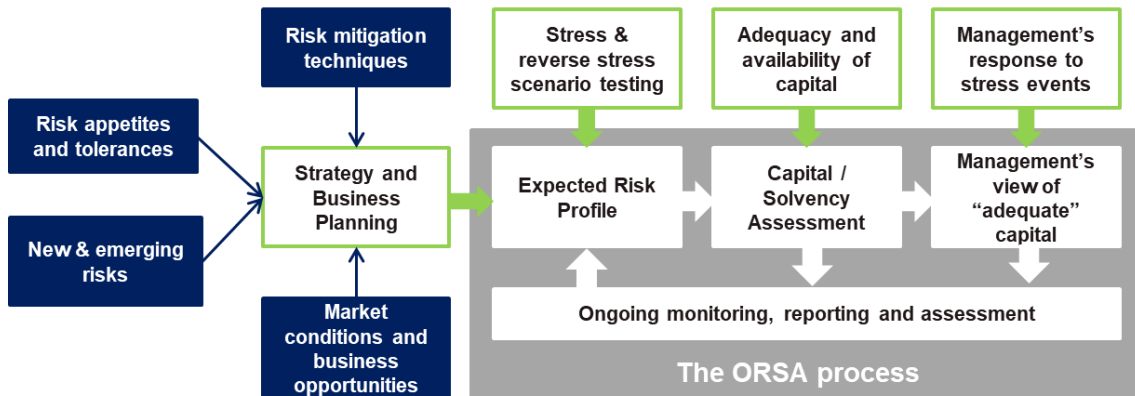 Risk mitigation
techniques
Stress &
reverse stress
scenario testing
Adequacy and
availability of
capital
Management's
response to
stress events
Risk appetites
and tolerances
Strategy and
Business
Planning
Expected Risk
Profile
Capital /
Solvency
Assessment
Management's
view of
“adequate”
capital
New & emerging
risks
Market
conditions and
business
opportunities
Ongoing monitoring, reporting and assessment
The ORSA process